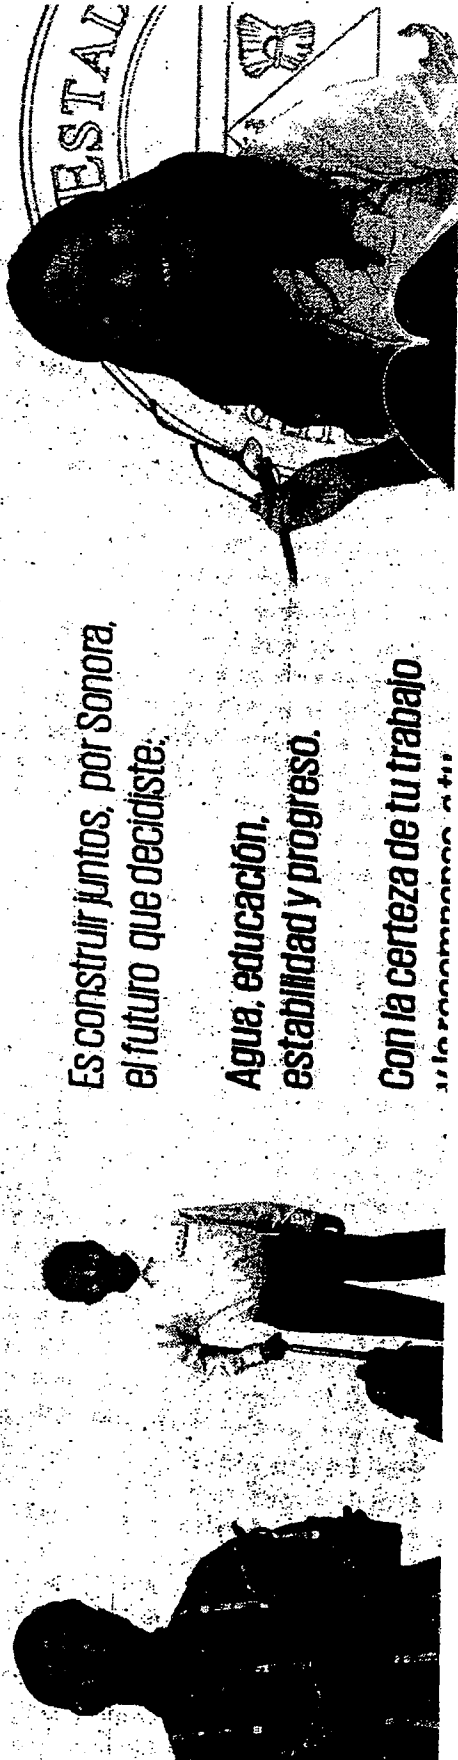 Es construir juntos, por Sonora,
el futuro que decidiste:
Agua, educación,
estabilidad y progreso.
Con la certeza de tu trabajo
ESTAD